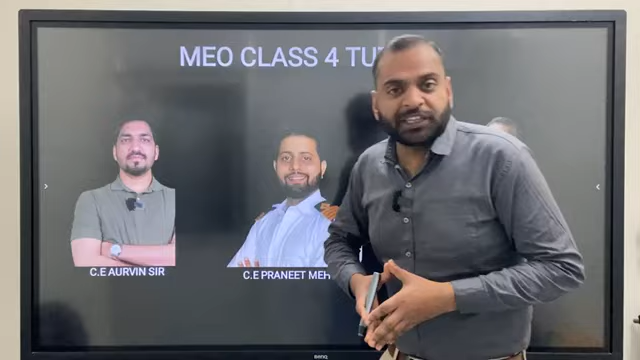 MEO CLASS 4 TU
C.E AURVIN SIR
C.E PRANEET MEH
BenQ